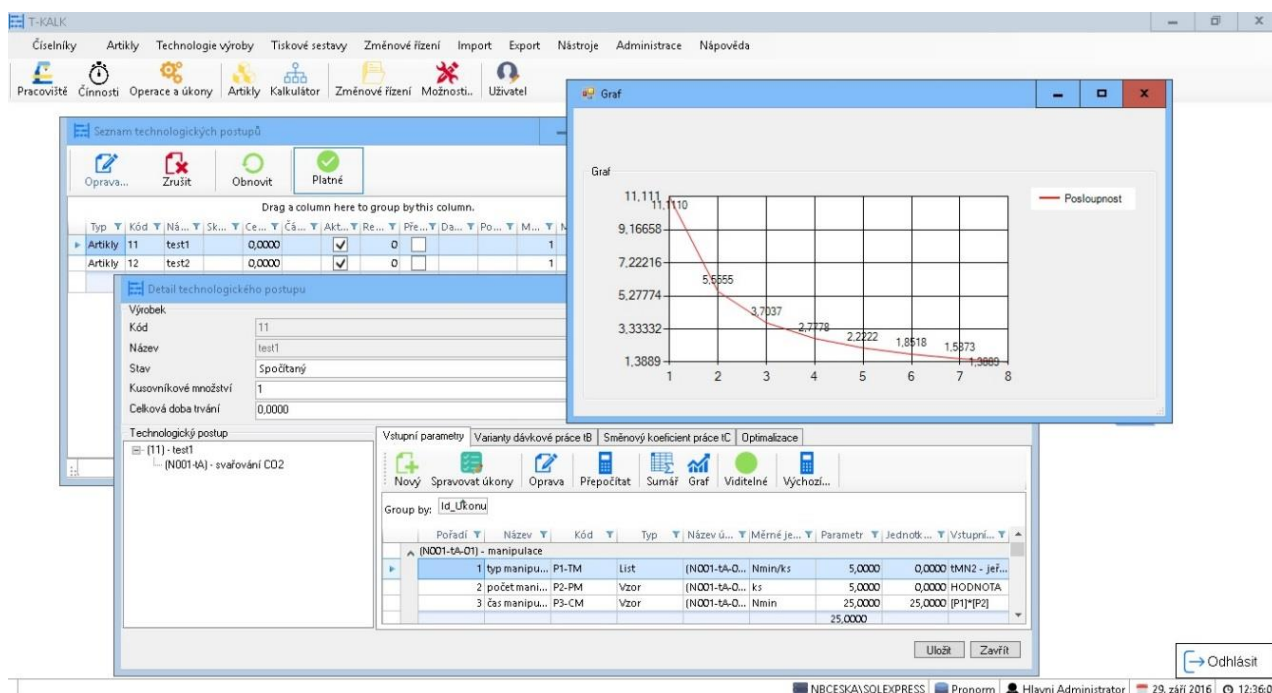 T-KALK
Číselníky Artikly Technologie výroby Tiskové sestavy Změnové řízení Import Export Nástroje Administrace Nápověda
Pracoviště Činnosti Operace a úkony Artikly Kalkulátor Změnové řízení Možnosti.. Uživatel
Seznam technologických postupů
Oprava... Zrušit Obnovit Platné
Drag a column here to group by this column.
Typ Kód Ná... Sk... Ce... Čá... Akt... Re... Pře... Da... Po... M... M
Artikly 11 test1 0,0000 0 1
Artikly 12 test2 0,0000 0 1
Graf
Graf
11,111
9,16658
7,22216
5,27774
3,33332
1,3889
11,1110
5,5555
3,7037
2,7778
2,2222
1,8518
1,5873
1,3889
1 2 3 4 5 6 7 8
Posloupnost
Detail technologického postupu
Výrobek
Kód 11
Název test1
Stav Spočítaný
Kusovníkové množství 1
Celková doba trvání 0,0000
Technologický postup
(11) - test1
(N001-tA) - svařování CO2
Vstupní parametry Varianty dávkové práce tB Směnový koeficient práce tC Optimalizace
Nový Spravovat úkony Oprava Přepočítat Sumář Graf Viditelné Výchozí...
Group by: Id_Úkonu
Pořadí Název Kód Typ Název ú... Měrné je... Parametr Jednotk... Vstupní...
(N001-tA-01) - manipulace
1 typ manipu... P1-TM List (N001-tA-0... Nmin/ks 5,0000 0,0000 tMN2 - jeř...
2 počet mani... P2-PM Vzor (N001-tA-0... ks 5,0000 0,0000 HODNOTA
3 čas manipu... P3-CM Vzor (N001-tA-0... Nmin 25,0000 25,0000 [P1]*[P2]
25,0000
Uložit Zavřít
Odhlásit
NBCESKA\SQLEXPRESS Pronorm Hlavní Administrator 29. září 2016 12:36:0